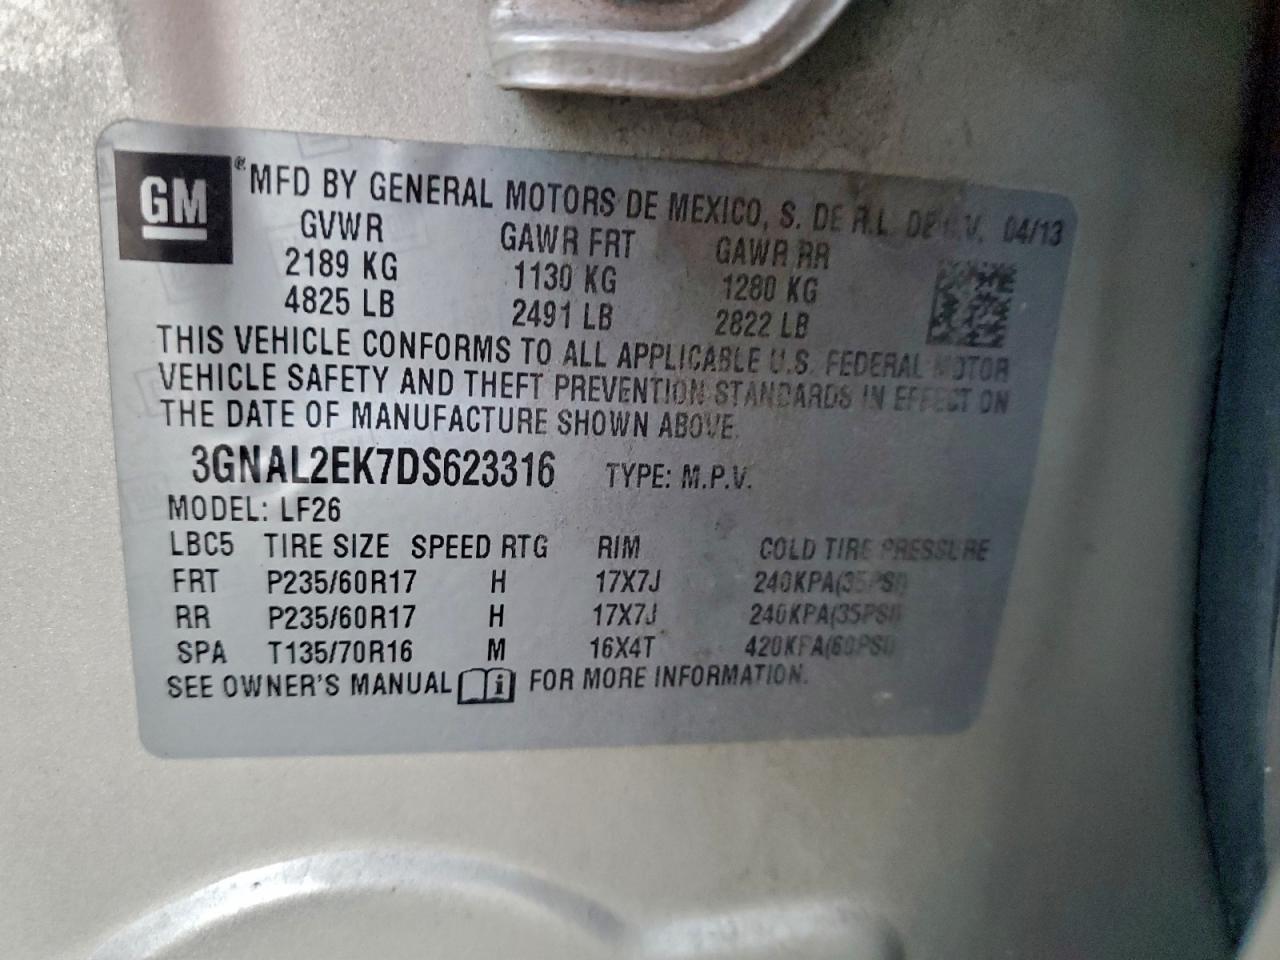 GM ® MFD BY GENERAL MOTORS DE MEXICO, S. DE R.L. DE C.V. 04/13
GVWR GAWR FRT GAWR RR
2189 KG 1130 KG 1280 KG
4825 LB 2491 LB 2822 LB
THIS VEHICLE CONFORMS TO ALL APPLICABLE U.S. FEDERAL MOTOR
VEHICLE SAFETY AND THEFT PREVENTION STANDARDS IN EFFECT ON
THE DATE OF MANUFACTURE SHOWN ABOVE.
3GNAL2EK7DS623316 TYPE: M.P.V.
MODEL: LF26
LBC5 TIRE SIZE SPEED RTG RIM COLD TIRE PRESSURE
FRT P235/60R17 H 17X7J 240KPA(35PSI)
RR P235/60R17 H 17X7J 240KPA(35PSI)
SPA T135/70R16 M 16X4T 420KPA(60PSI)
SEE OWNER'S MANUAL i FOR MORE INFORMATION.